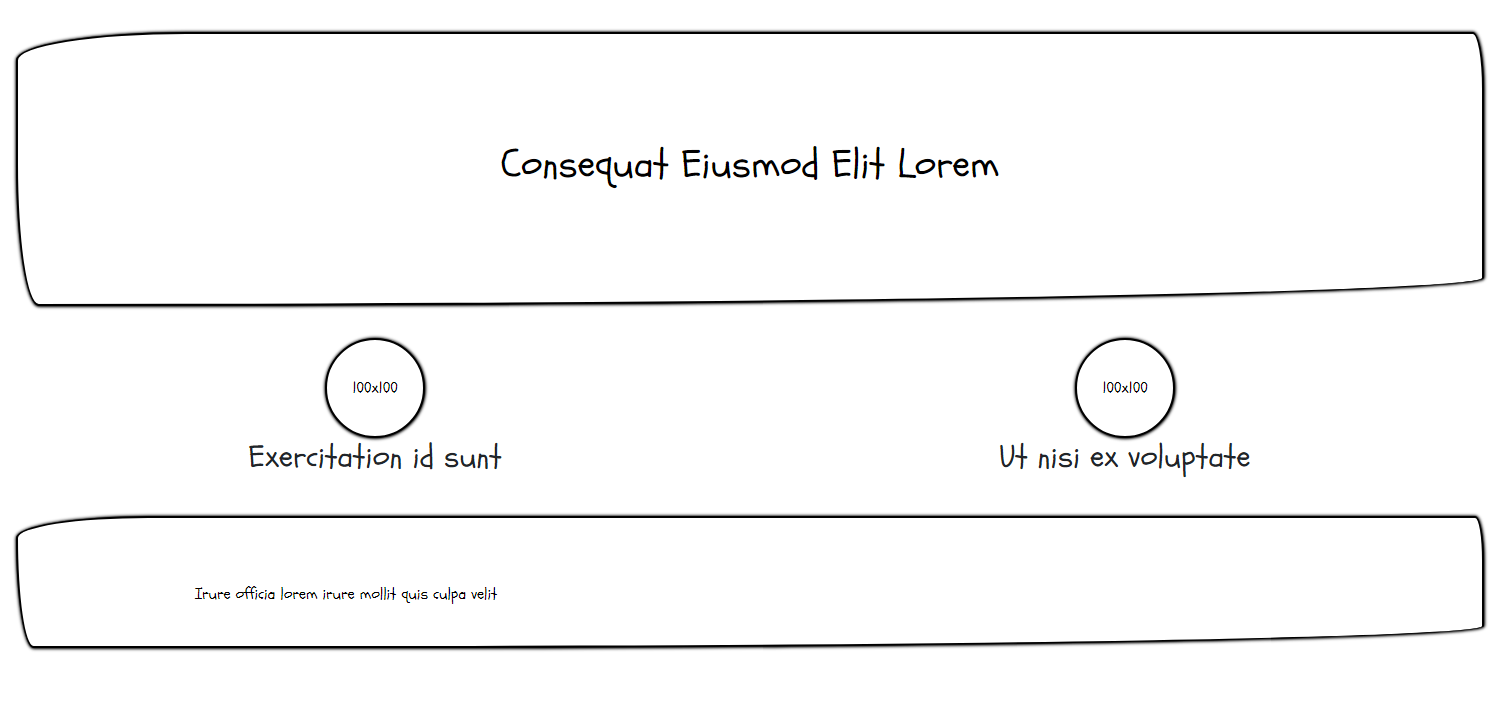 Consequat Eiusmod Elit Lorem
100x100
100x100
Exercitation id sunt
Ut nisi ex voluptate
Irure officia lorem irure mollit quis culpa velit